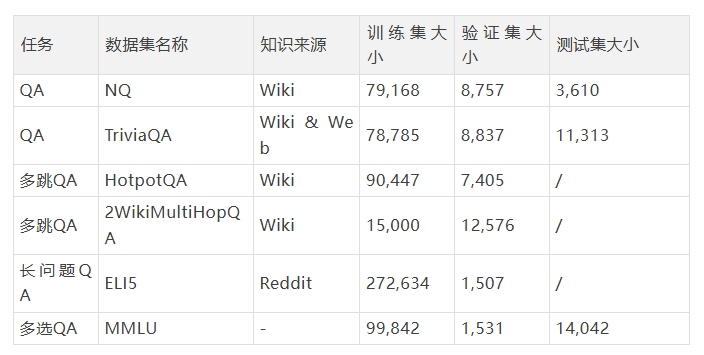 任务 数据集名称 知识来源 训练集大小 验证集大小 测试集大小
QA NQ Wiki 79,168 8,757 3,610
QA TriviaQA Wiki & Web 78,785 8,837 11,313
多跳QA HotpotQA Wiki 90,447 7,405 /
多跳QA 2WikiMultiHopQA Wiki 15,000 12,576 /
长问题QA ELI5 Reddit 272,634 1,507 /
多选QA MMLU - 99,842 1,531 14,042